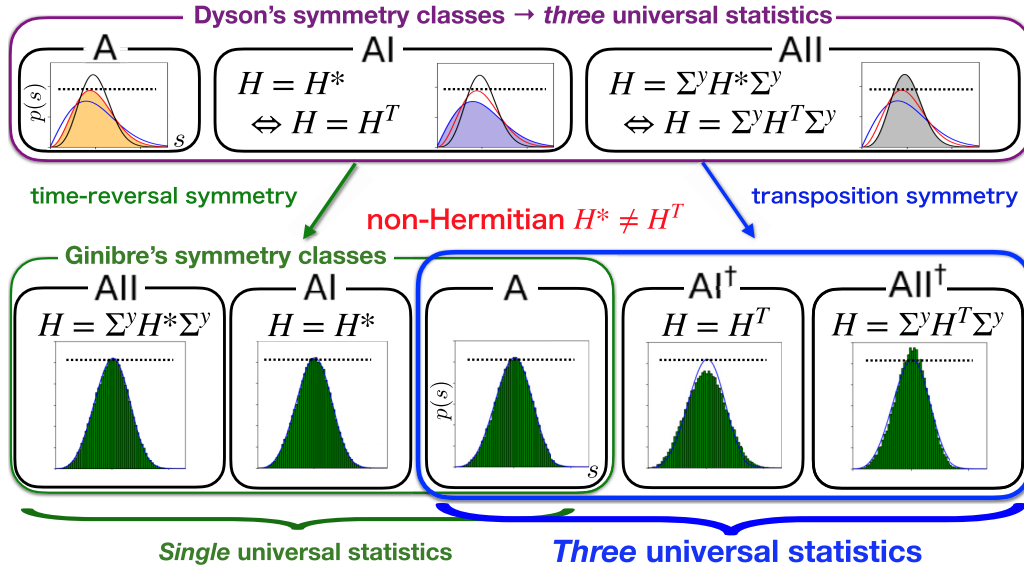 Dyson's symmetry classes → three universal statistics
A
p(s)
s
AI
H = H*
⇔ H = H^T
AII
H = Σ^y H* Σ^y
⇔ H = Σ^y H^T Σ^y
time-reversal symmetry
transposition symmetry
non-Hermitian H* ≠ H^T
Ginibre's symmetry classes
AII
H = Σ^y H* Σ^y
AI
H = H*
A
p(s)
s
AI†
H = H^T
AII†
H = Σ^y H^T Σ^y
Single universal statistics
Three universal statistics